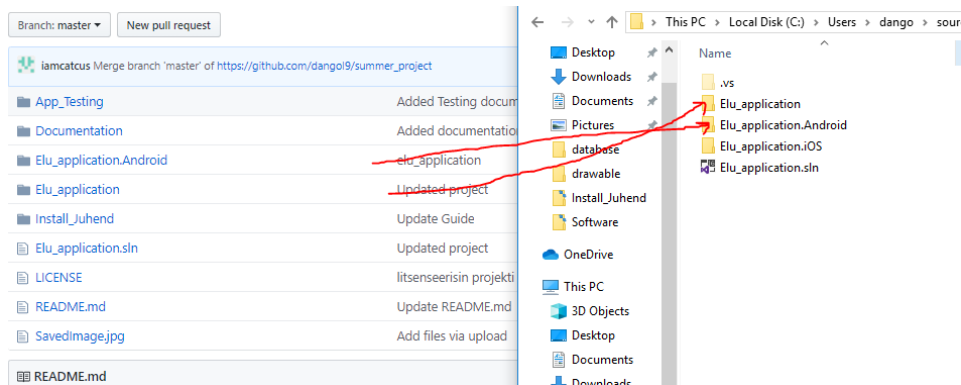 Branch: master
New pull request
iamcatcus Merge branch 'master' of https://github.com/dangol9/summer_project
App_Testing Added Testing docum
Documentation Added documentatio
Elu_application.Android elu_application
Elu_application Updated project
Install_Juhend Update Guide
Elu_application.sln Updated project
LICENSE litsenseerisin projekti
README.md Update README.md
SavedImage.jpg Add files via upload
README.md
This PC > Local Disk (C:) > Users > dango > sour
Desktop
Downloads
Documents
Pictures
database
drawable
Install_Juhend
Software
OneDrive
This PC
3D Objects
Desktop
Documents
Downloads
Name
.vs
Elu_application
Elu_application.Android
Elu_application.iOS
Elu_application.sln